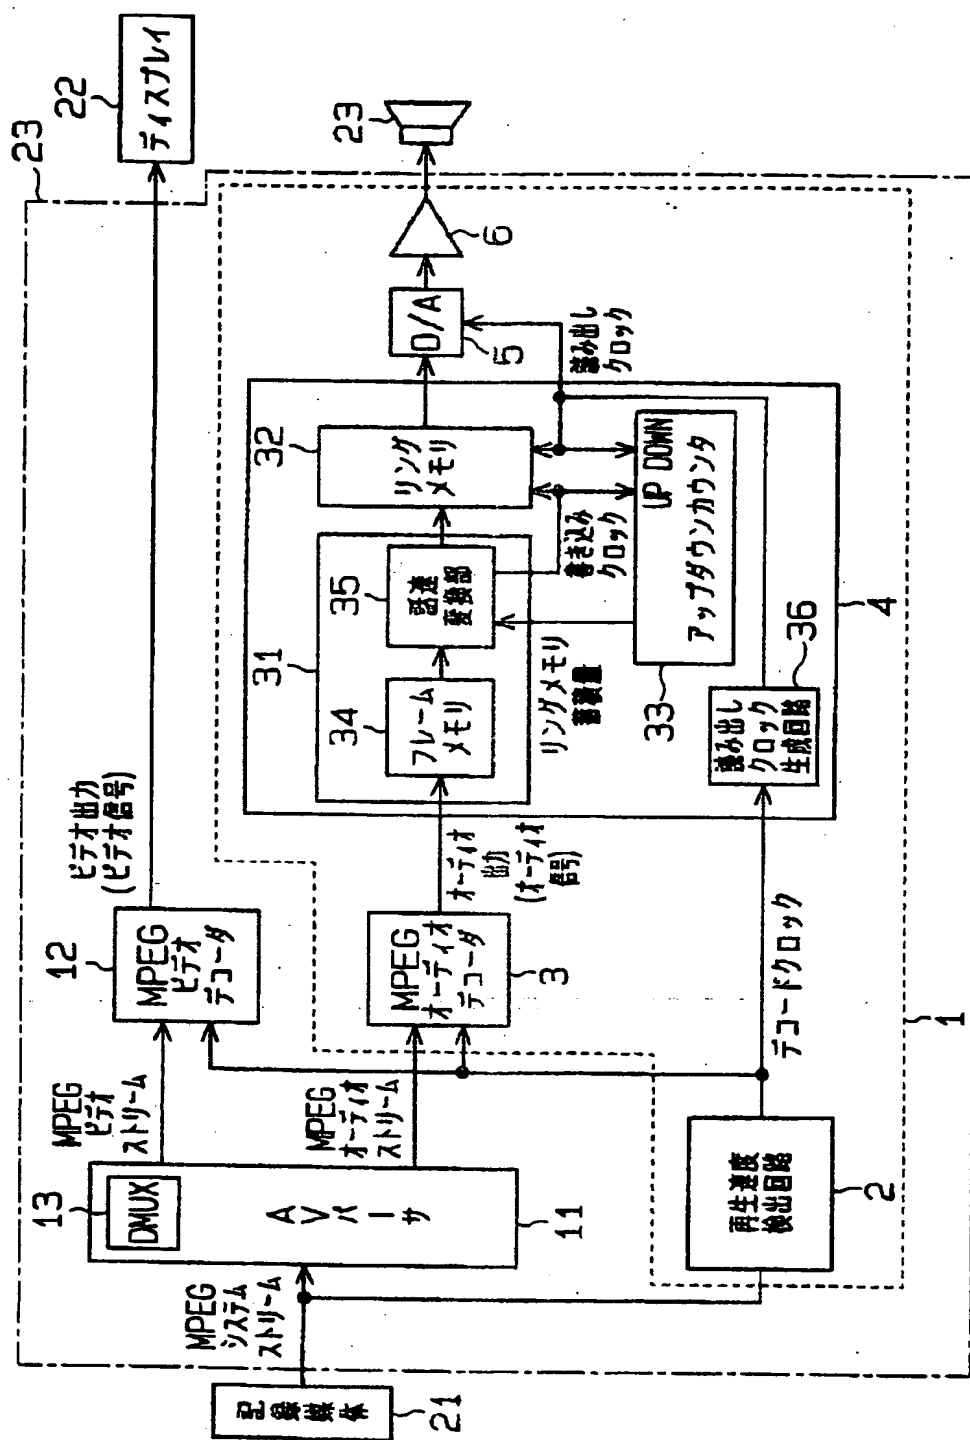 23
22
ディスプレイ
ビデオ出力
(ビデオ信号)
12
MPEG
ビデオ
デコーダ
MPEG
ビデオ
ストリーム
13
DMUX
AVパーサ
11
MPEG
システム
ストリーム
記録媒体
21
MPEG
オーディオ
ストリーム
MPEG
オーディオ
デコーダ
3
オーディオ
出力
(オーディオ
信号)
31
34
フレーム
メモリ
35
話速
変換部
32
リング
メモリ
D/A
5
6
23
読み出し
クロック
書き込み
クロック
UP DOWN
アップダウンカウンタ
33
リングメモリ
蓄積量
読み出し
クロック
生成回路
36
4
デコードクロック
再生速度
検出回路
2
1